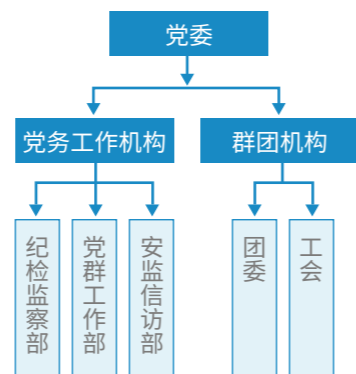 党委
党务工作机构
群团机构
纪检监察部
党群工作部
安监信访部
团委
工会